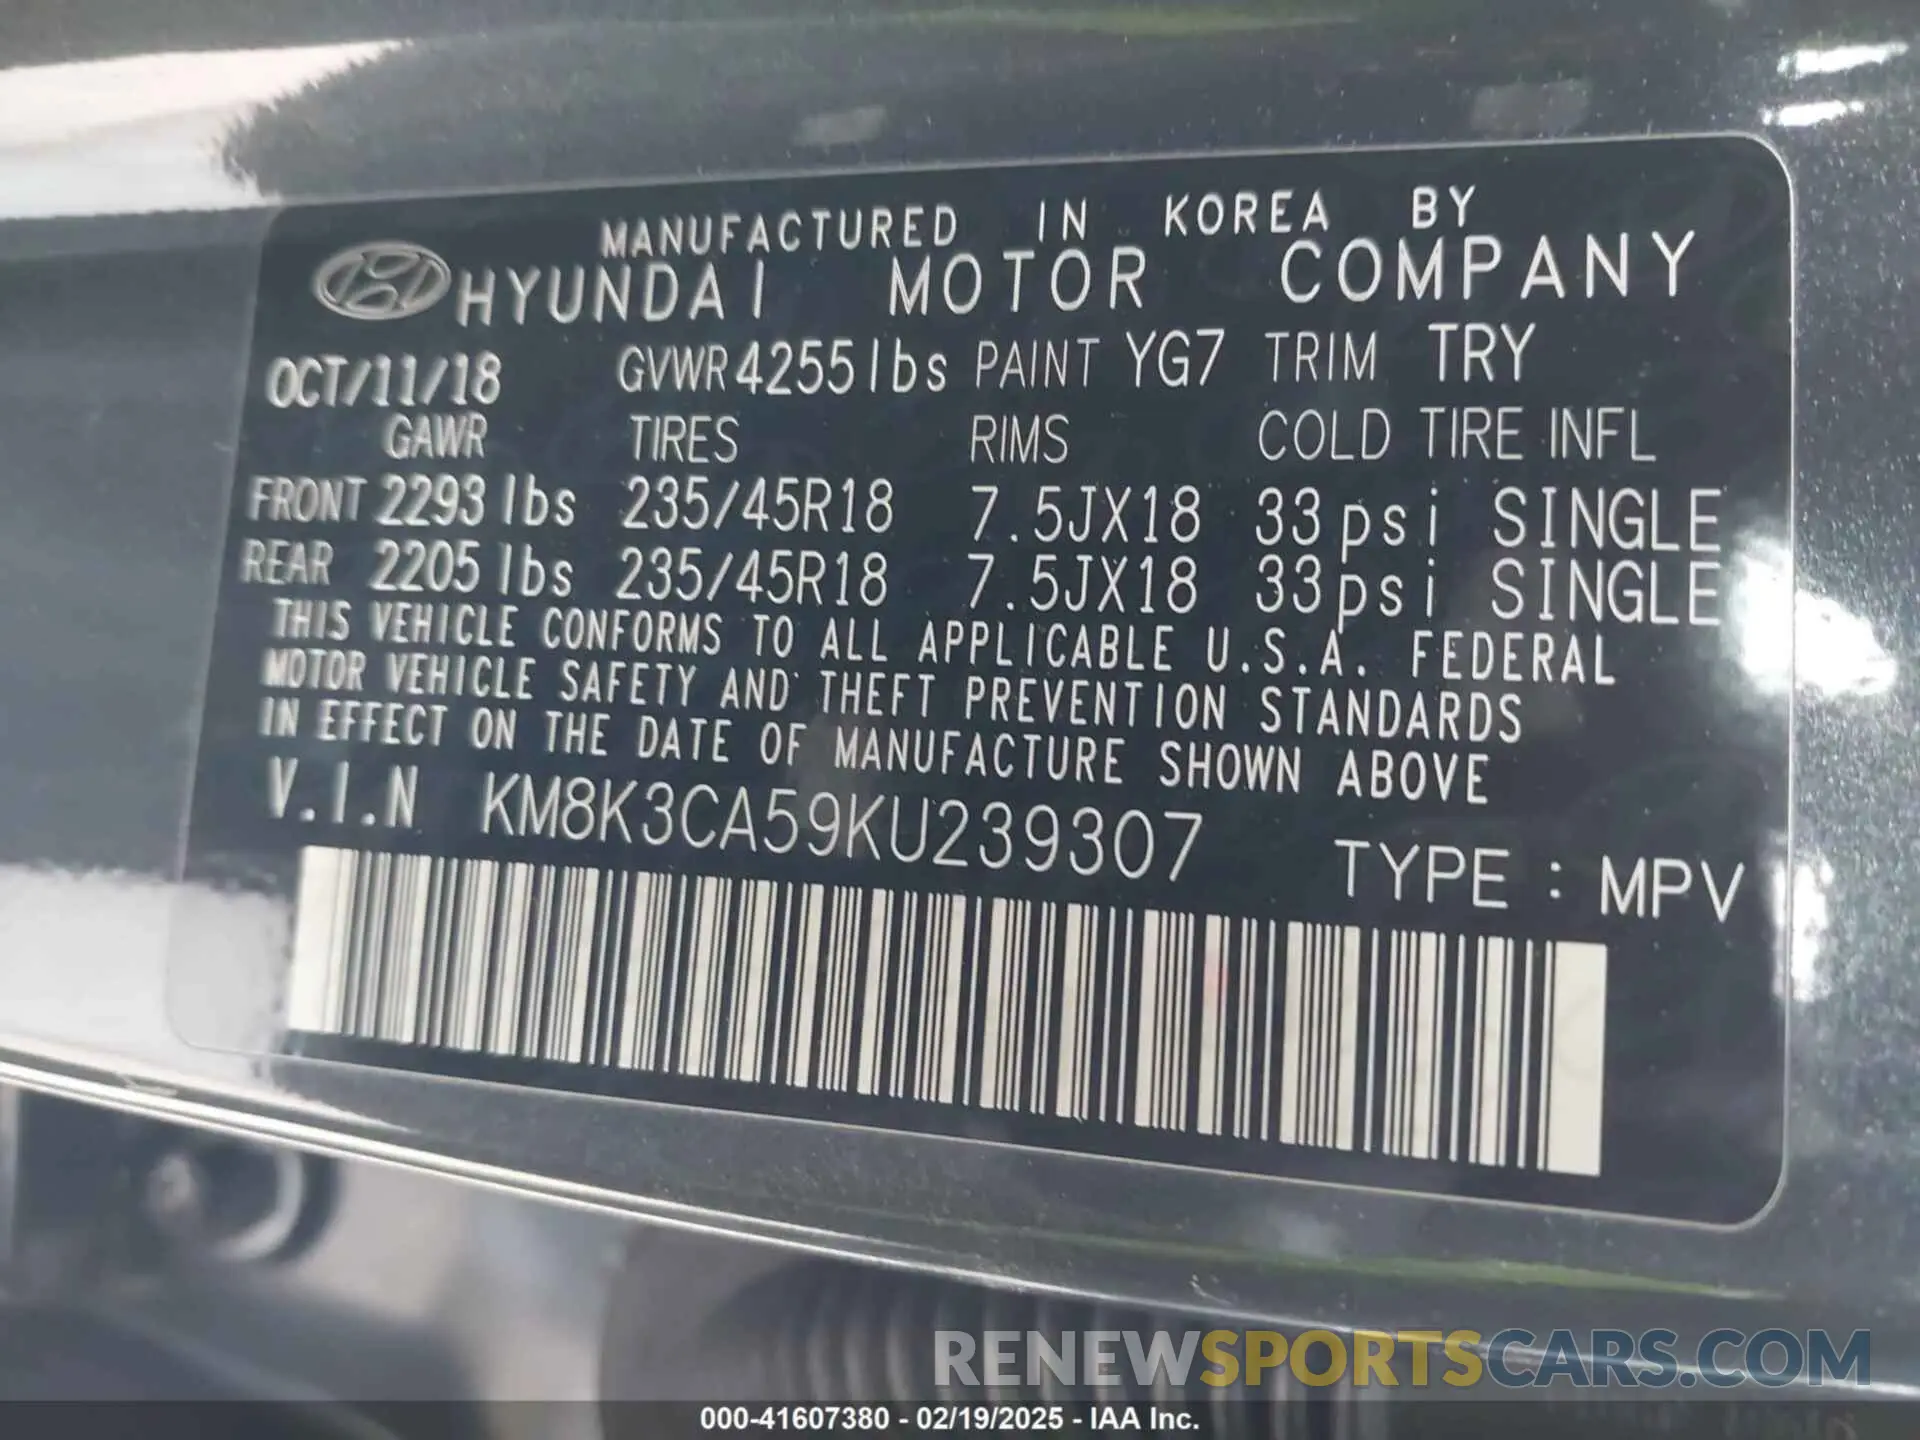 MANUFACTURED IN KOREA BY
HYUNDAI MOTOR COMPANY
OCT/11/18 GVWR 4255lbs PAINT YG7 TRIM TRY
GAWR TIRES RIMS COLD TIRE INFL
FRONT 2293 lbs 235/45R18 7.5JX18 33psi SINGLE
REAR 2205 lbs 235/45R18 7.5JX18 33psi SINGLE
THIS VEHICLE CONFORMS TO ALL APPLICABLE U.S.A. FEDERAL
MOTOR VEHICLE SAFETY AND THEFT PREVENTION STANDARDS
IN EFFECT ON THE DATE OF MANUFACTURE SHOWN ABOVE
V.I.N KM8K3CA59KU239307
TYPE : MPV
RENEWSPORTSCARS.COM
000-41607380 - 02/19/2025 - IAA Inc.